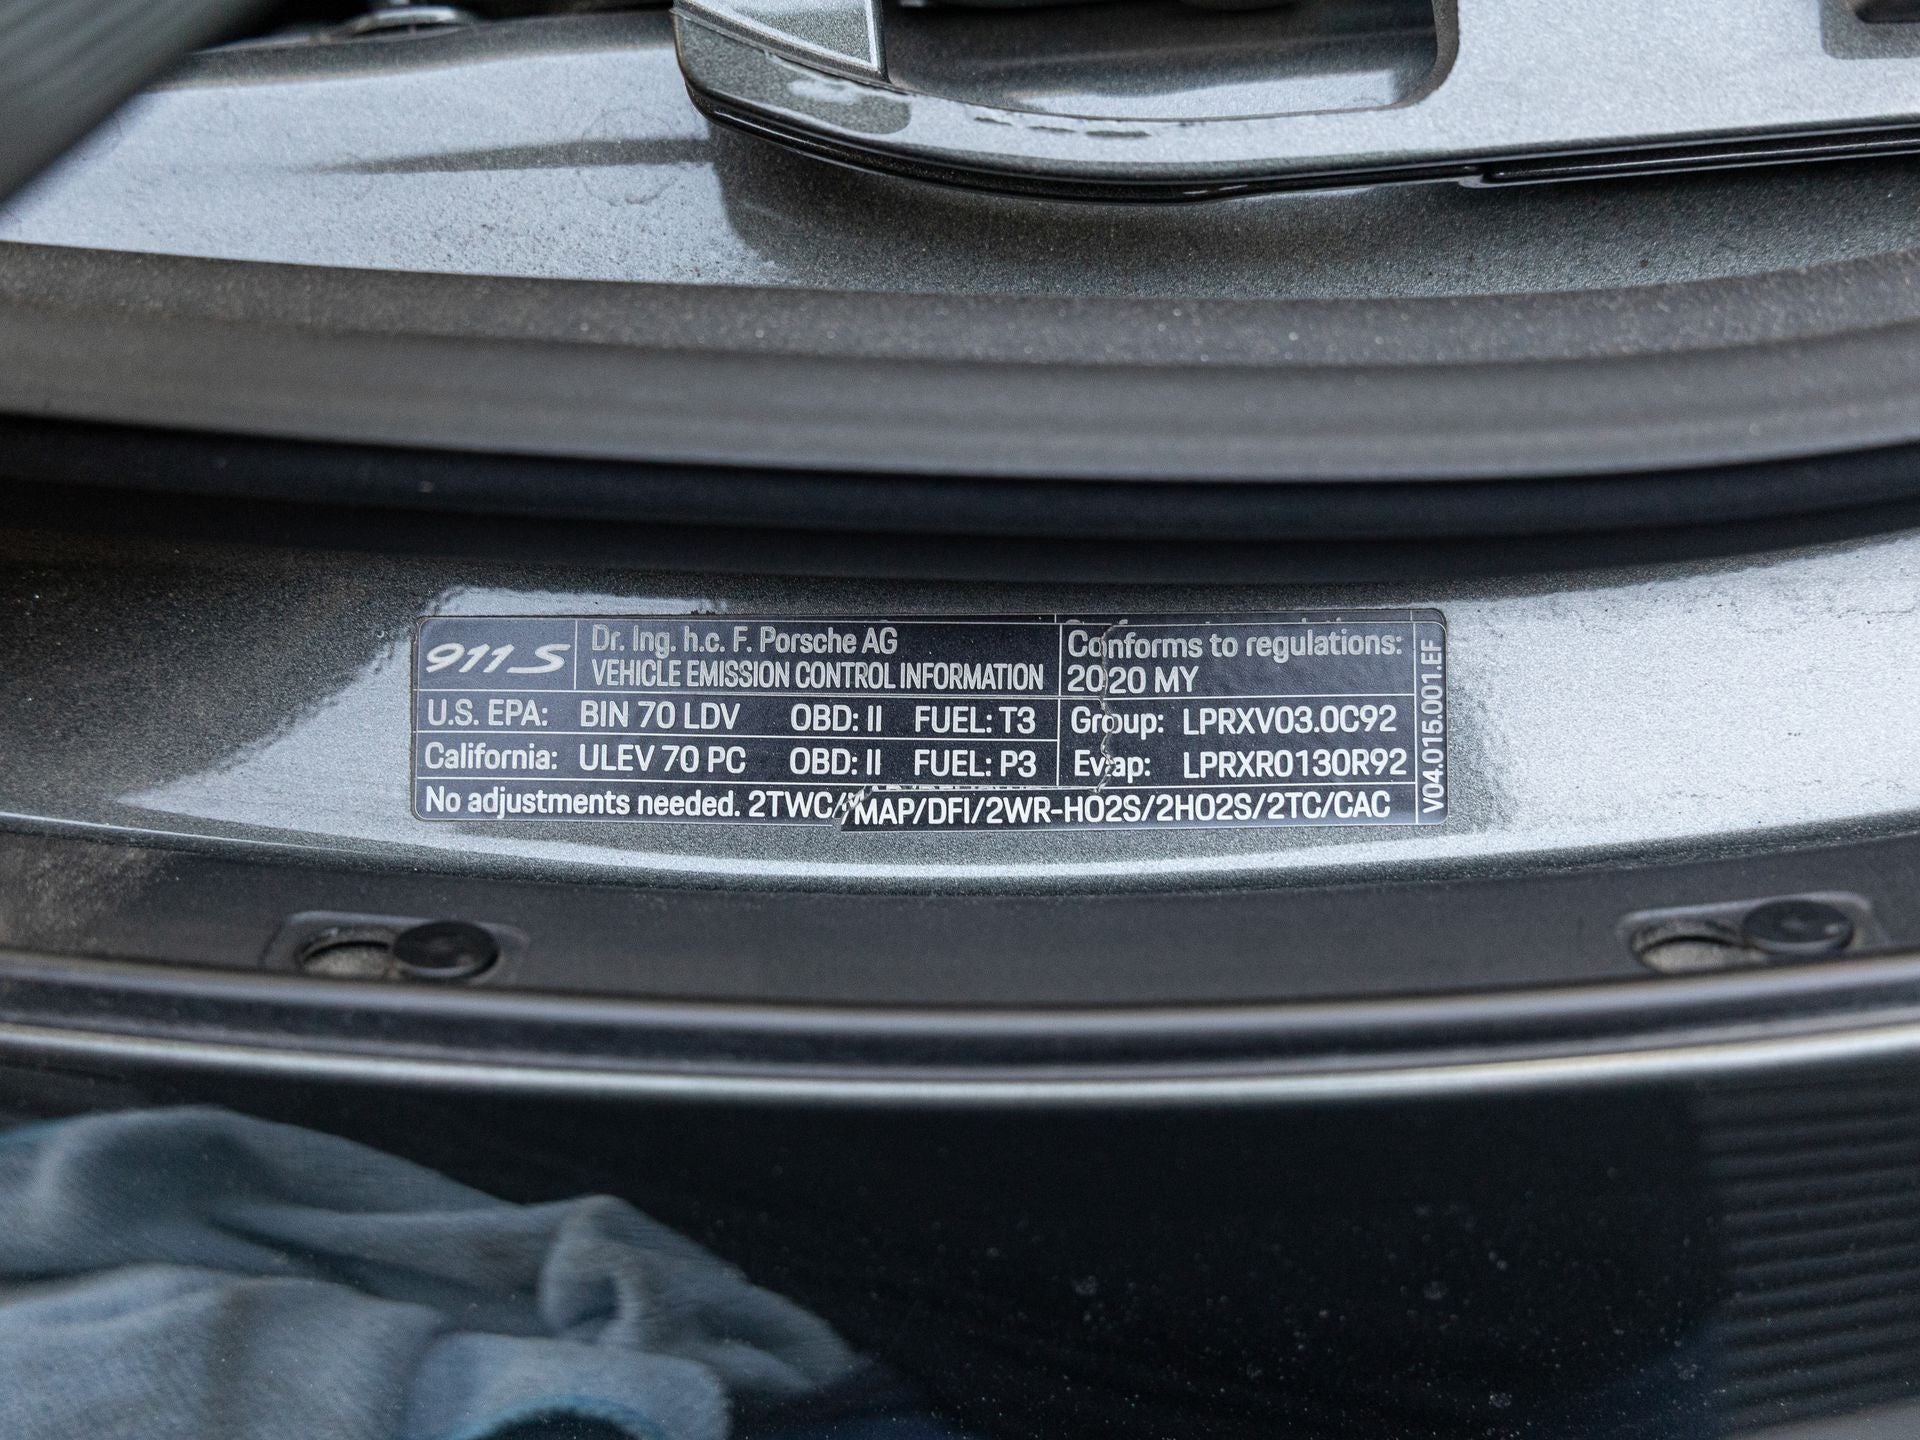 911 S
Dr. Ing. h.c. F. Porsche AG
VEHICLE EMISSION CONTROL INFORMATION
Conforms to regulations:
2020 MY
U.S. EPA: BIN 70 LDV OBD: II FUEL: T3
Group: LPRXV03.0C92
California: ULEV 70 PC OBD: II FUEL: P3
Evap: LPRXR0130R92
No adjustments needed. 2TWC/MAP/DFI/2WR-HO2S/2HO2S/2TC/CAC
V04.015.001.EF